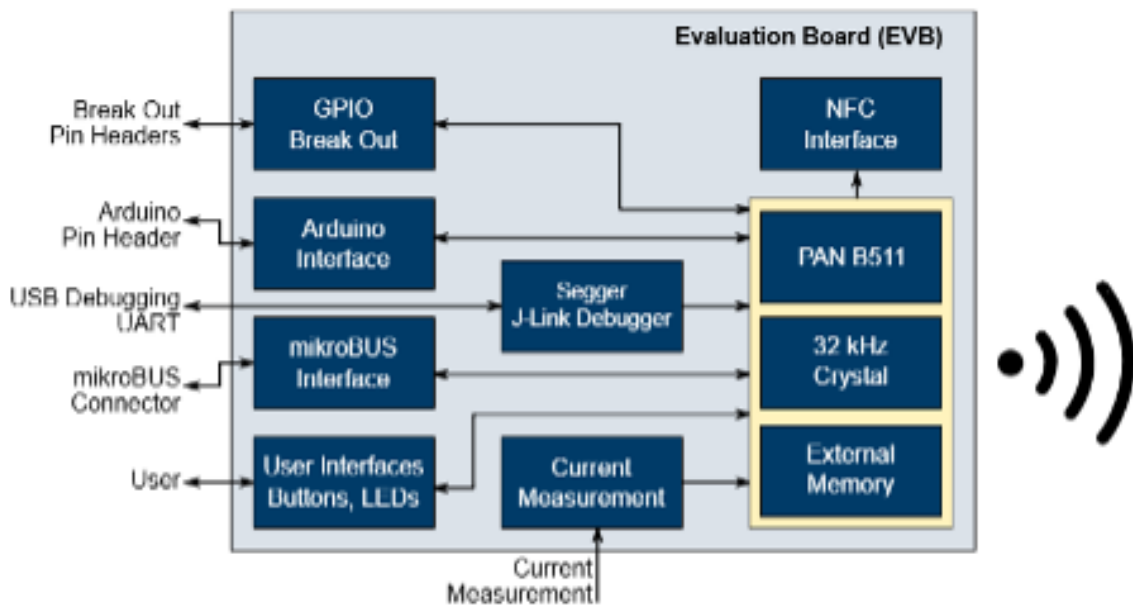 Evaluation Board (EVB)
Break Out
Pin Headers
GPIO
Break Out
NFC
Interface
Arduino
Pin Header
Arduino
Interface
PAN B511
USB Debugging
UART
Segger
J-Link Debugger
mikroBUS
Interface
32 kHz
Crystal
mikroBUS
Connector
User
User Interfaces
Buttons, LEDs
Current
Measurement
External
Memory
Current
Measurement